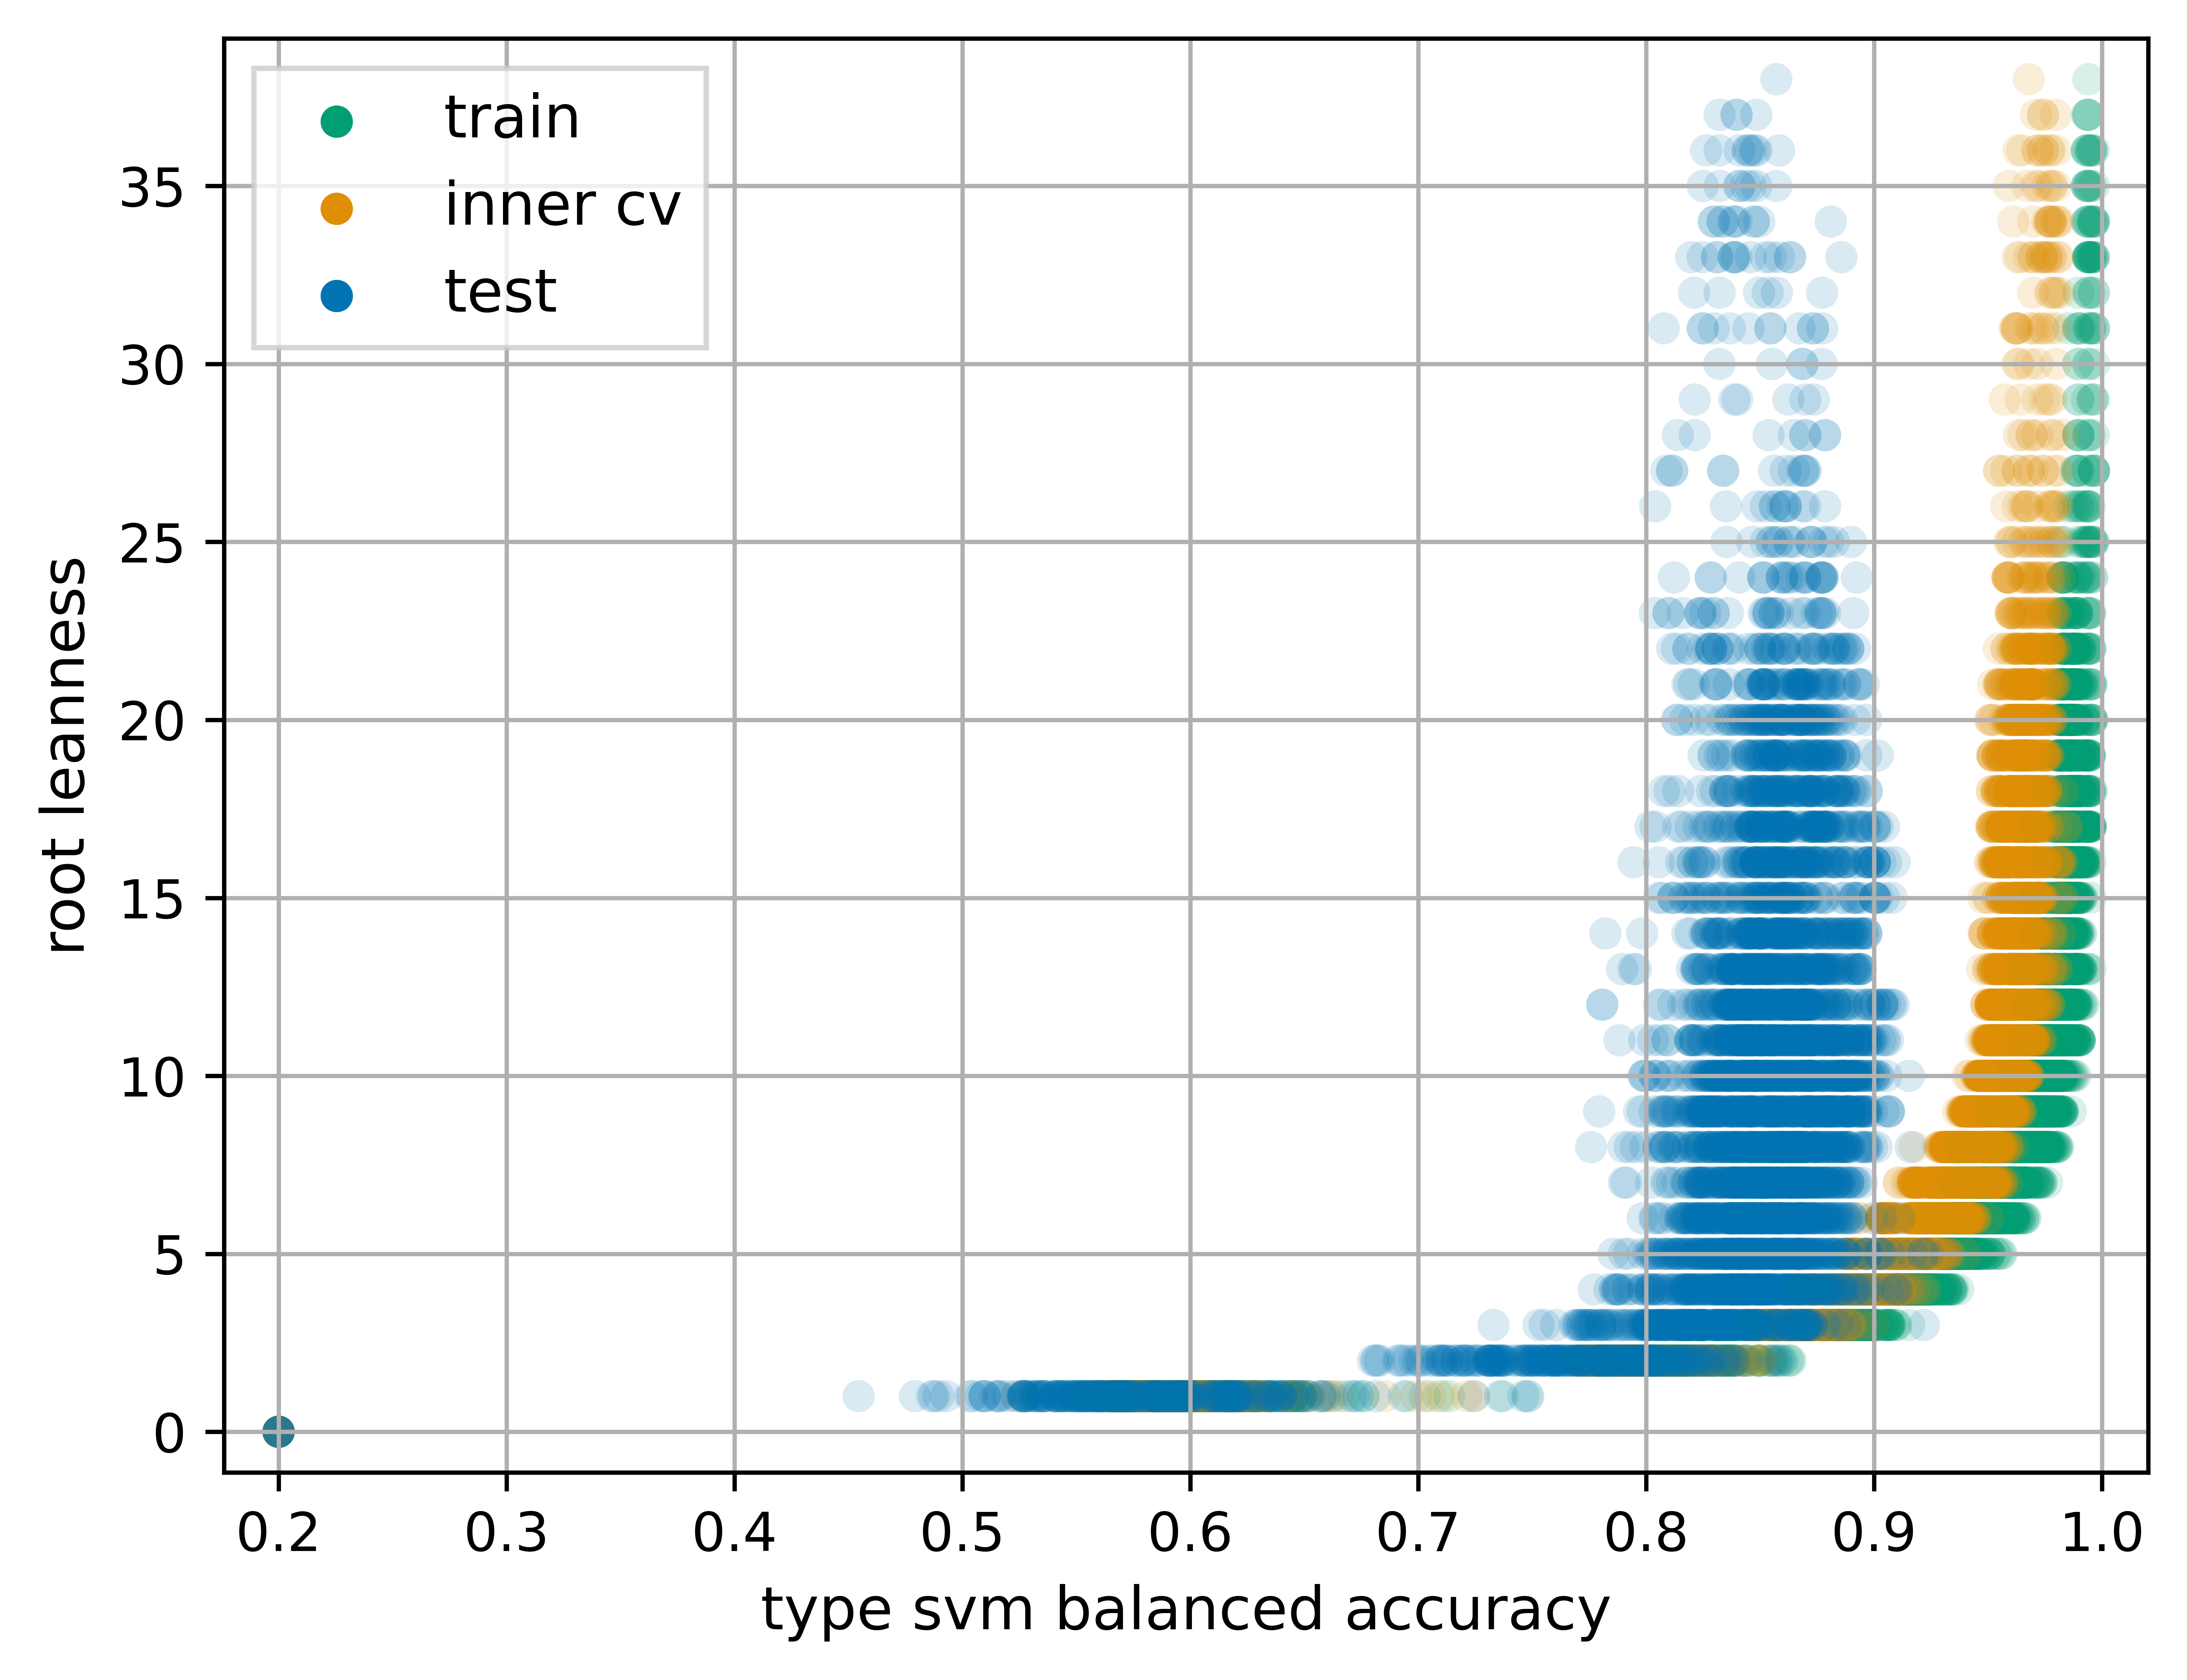 train
inner cv
test
35
30
25
20
15
10
5
0
root leanness
0.2 0.3 0.4 0.5 0.6 0.7 0.8 0.9 1.0
type svm balanced accuracy